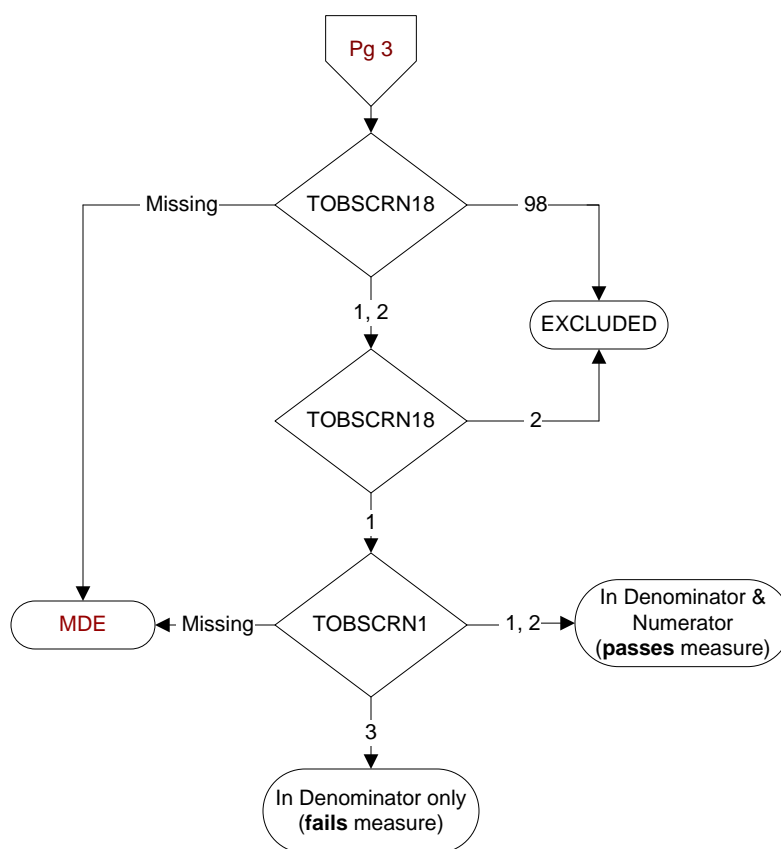 Pg 3
Missing
TOBSCRN18
98
1, 2
EXCLUDED
TOBSCRN18
2
1
MDE
Missing
TOBSCRN1
1, 2
In Denominator &
Numerator
(passes measure)
3
In Denominator only
(fails measure)